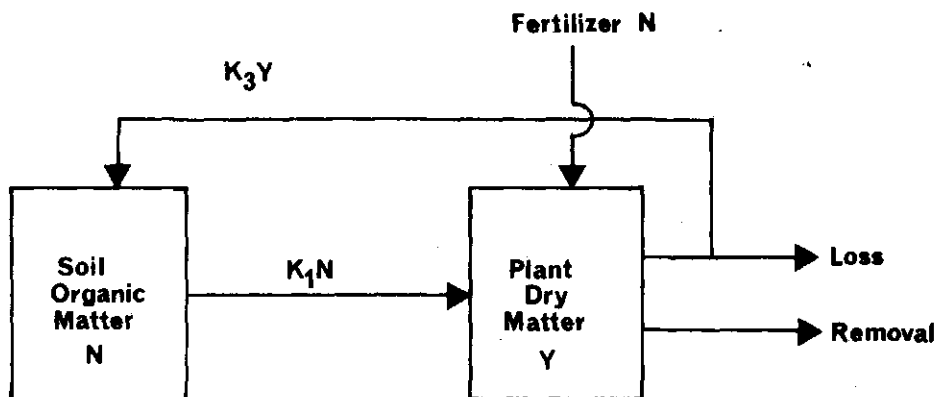 Fertilizer N
K₃Y
Soil
Organic
Matter
N
K₁N
Plant
Dry
Matter
Y
Loss
Removal